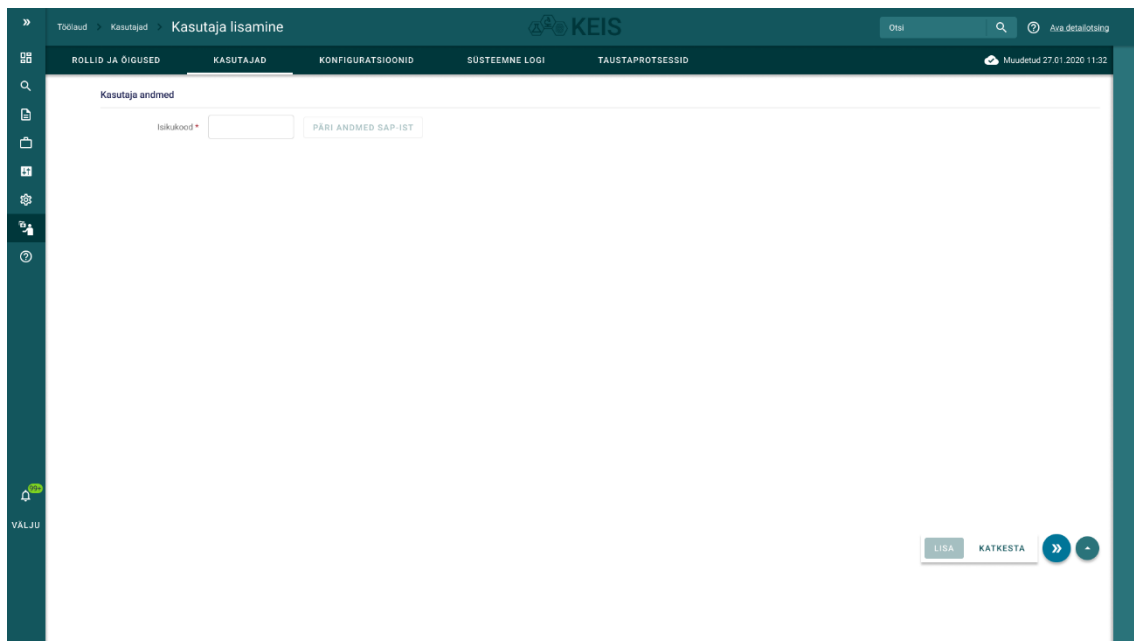 Töölaud > Kasutajad > Kasutaja lisamine
KEIS
Otsi
Ava detailotsing
ROLLID JA ÕIGUSED KASUTAJAD KONFIGURATSIOONID SÜSTEEMNE LOGI TAUSTAPROTSESSID
Muudetud 27.01.2020 11:32
Kasutaja andmed
Isikukood *
PÄRI ANDMED SAP-IST
99+
VÄLJU
LISA KATKESTA